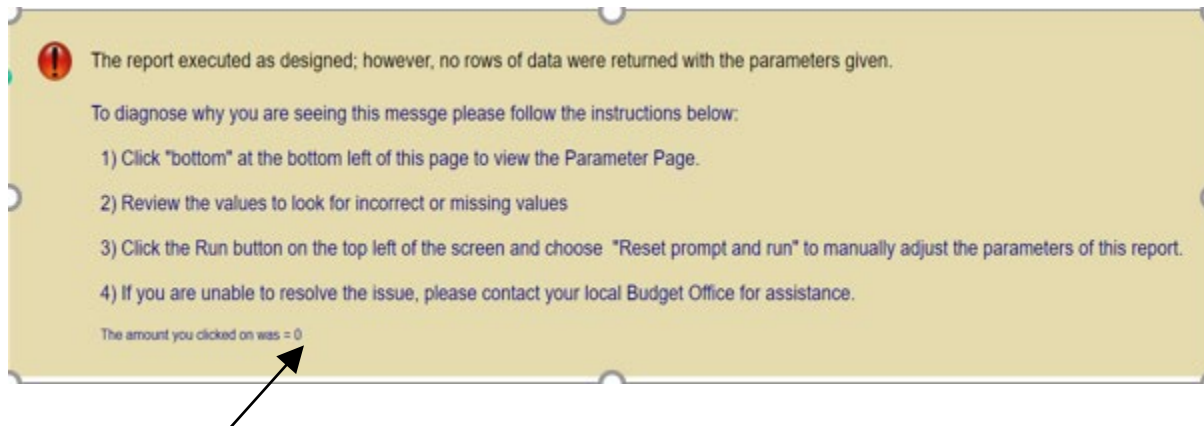 The report executed as designed; however, no rows of data were returned with the parameters given.
To diagnose why you are seeing this messge please follow the instructions below:
1) Click "bottom" at the bottom left of this page to view the Parameter Page.
2) Review the values to look for incorrect or missing values
3) Click the Run button on the top left of the screen and choose "Reset prompt and run" to manually adjust the parameters of this report.
4) If you are unable to resolve the issue, please contact your local Budget Office for assistance.
The amount you clicked on was = 0